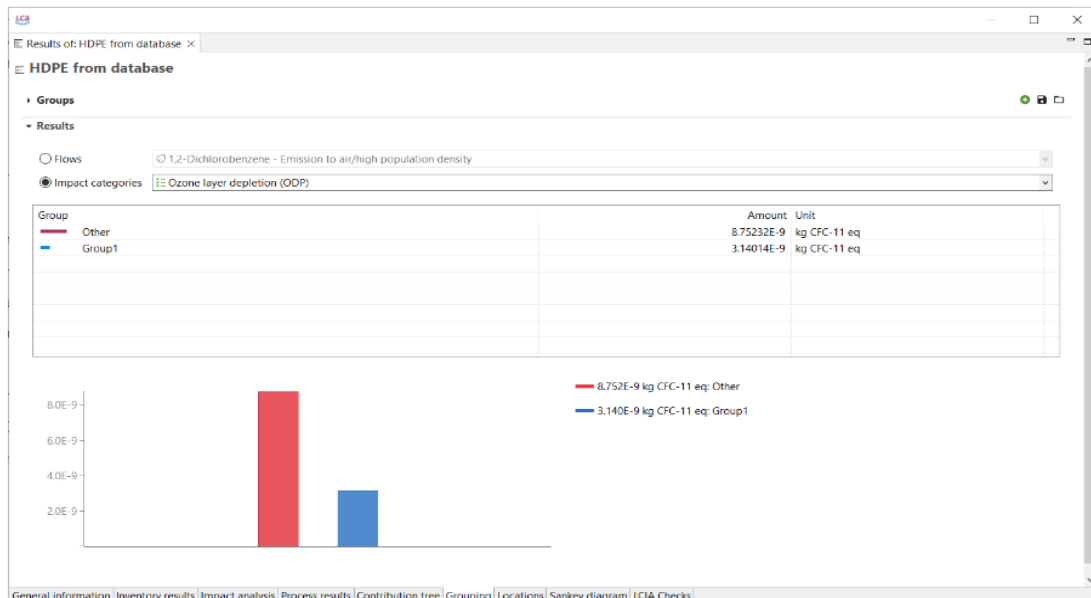 LCA
Results of: HDPE from database
HDPE from database
Groups
Results
Flows 1,2-Dichlorobenzene - Emission to air/high population density
Impact categories Ozone layer depletion (ODP)
Group Amount Unit
Other 8.75232E-9 kg CFC-11 eq
Group1 3.14014E-9 kg CFC-11 eq
8.752E-9 kg CFC-11 eq: Other
3.140E-9 kg CFC-11 eq: Group1
8.0E-9
6.0E-9
4.0E-9
2.0E-9
General information Inventory results Impact analysis Process results Contribution tree Grouping Locations Sankey diagram LCIA Checks